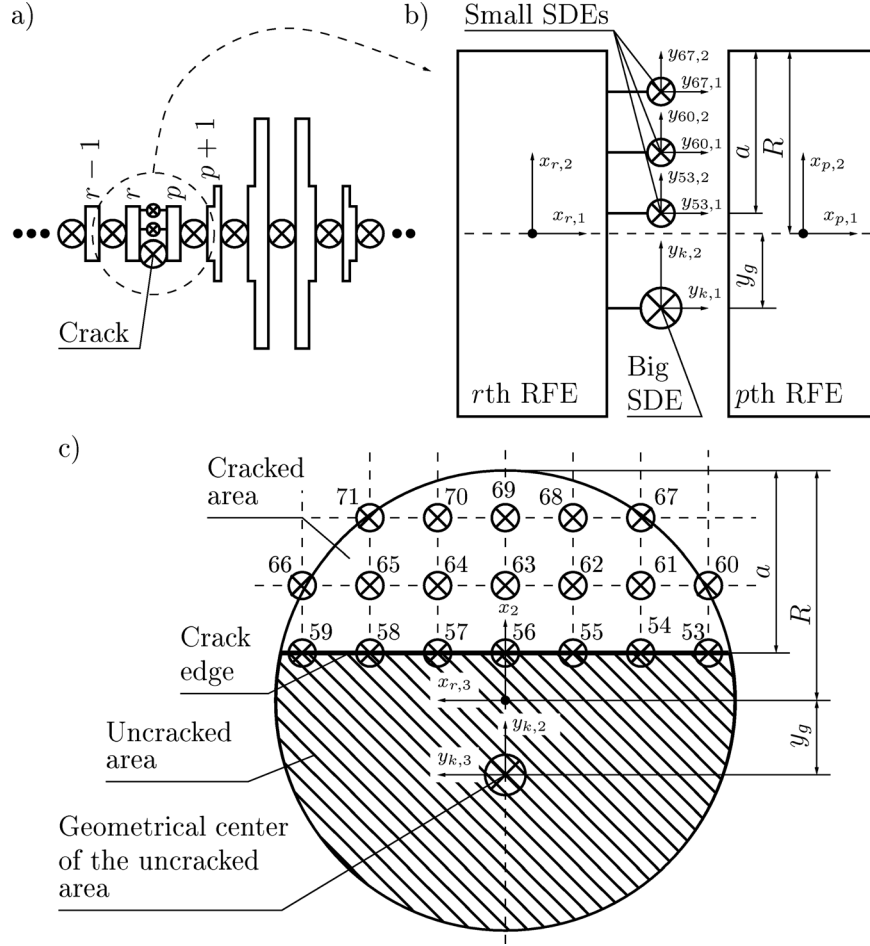 a)
r − 1
r
p
p + 1
Crack
b)
Small SDEs
y67,2
y67,1
y60,2
y60,1
y53,2
y53,1
xr,2
xr,1
a
R
xp,2
xp,1
yk,2
yk,1
yg
Big
SDE
rth RFE
pth RFE
c)
Cracked
area
71
70
69
68
67
66
65
64
63
62
61
60
x2
59
58
57
56
55
54
53
a
R
Crack
edge
xr,3
yk,2
yg
Uncracked
area
yk,3
Geometrical center
of the uncracked
area